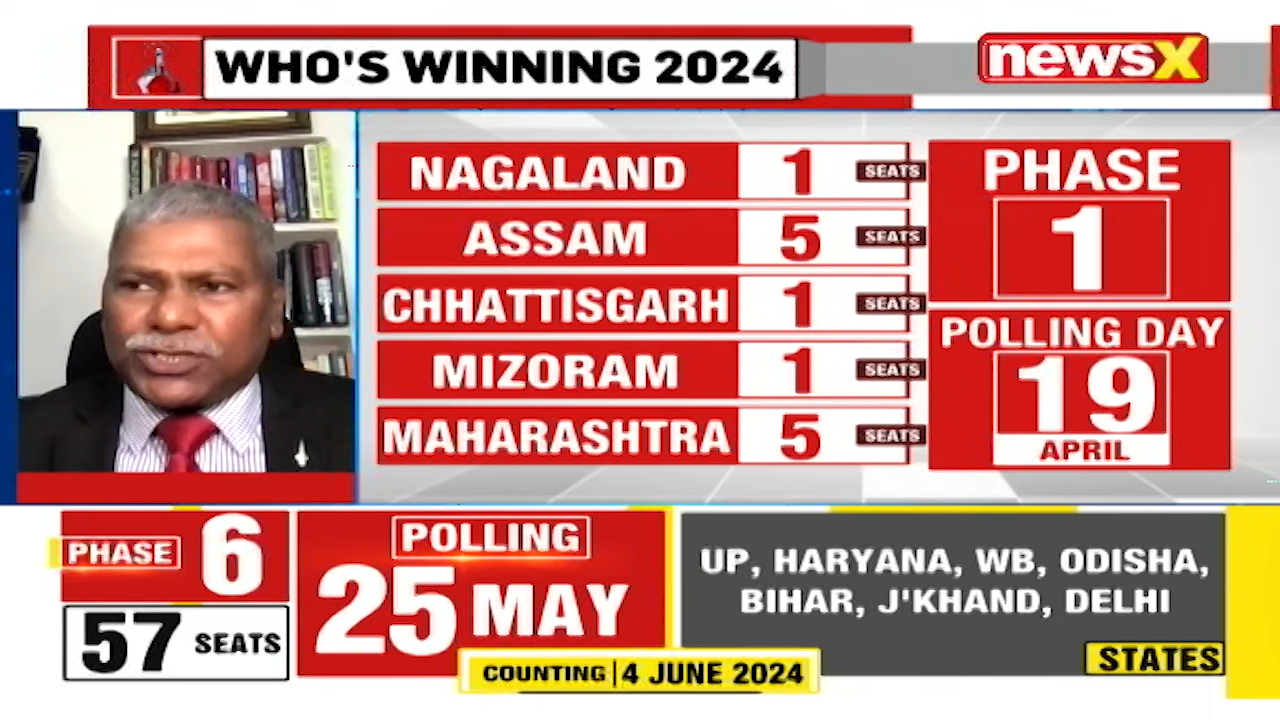 WHO'S WINNING 2024
newsX
NAGALAND 1 SEATS
ASSAM 5 SEATS
CHHATTISGARH 1 SEATS
MIZORAM 1 SEATS
MAHARASHTRA 5 SEATS
PHASE
1
POLLING DAY
19
APRIL
PHASE 6
57 SEATS
POLLING
25 MAY
COUNTING 4 JUNE 2024
UP, HARYANA, WB, ODISHA,
BIHAR, J'KHAND, DELHI
STATES